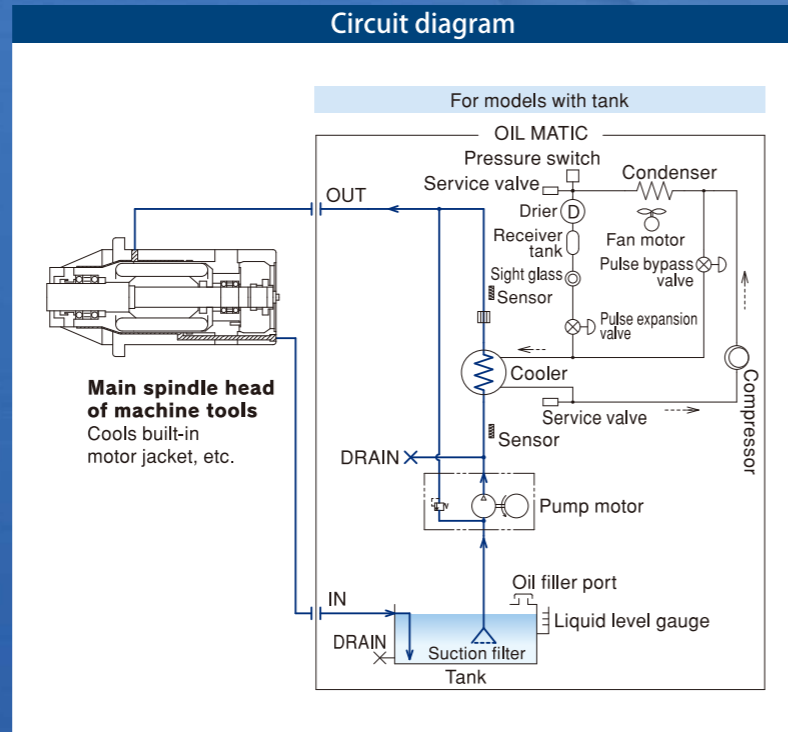 Circuit diagram
For models with tank
OIL MATIC
Pressure switch
Service valve
Condenser
OUT
Drier
D
Receiver
tank
Fan motor
Sight glass
Pulse bypass
valve
Sensor
Pulse expansion
valve
Cooler
Compressor
Main spindle head
of machine tools
Cools built-in
motor jacket, etc.
Service valve
Sensor
DRAIN
Pump motor
Oil filler port
IN
Liquid level gauge
DRAIN
Suction filter
Tank